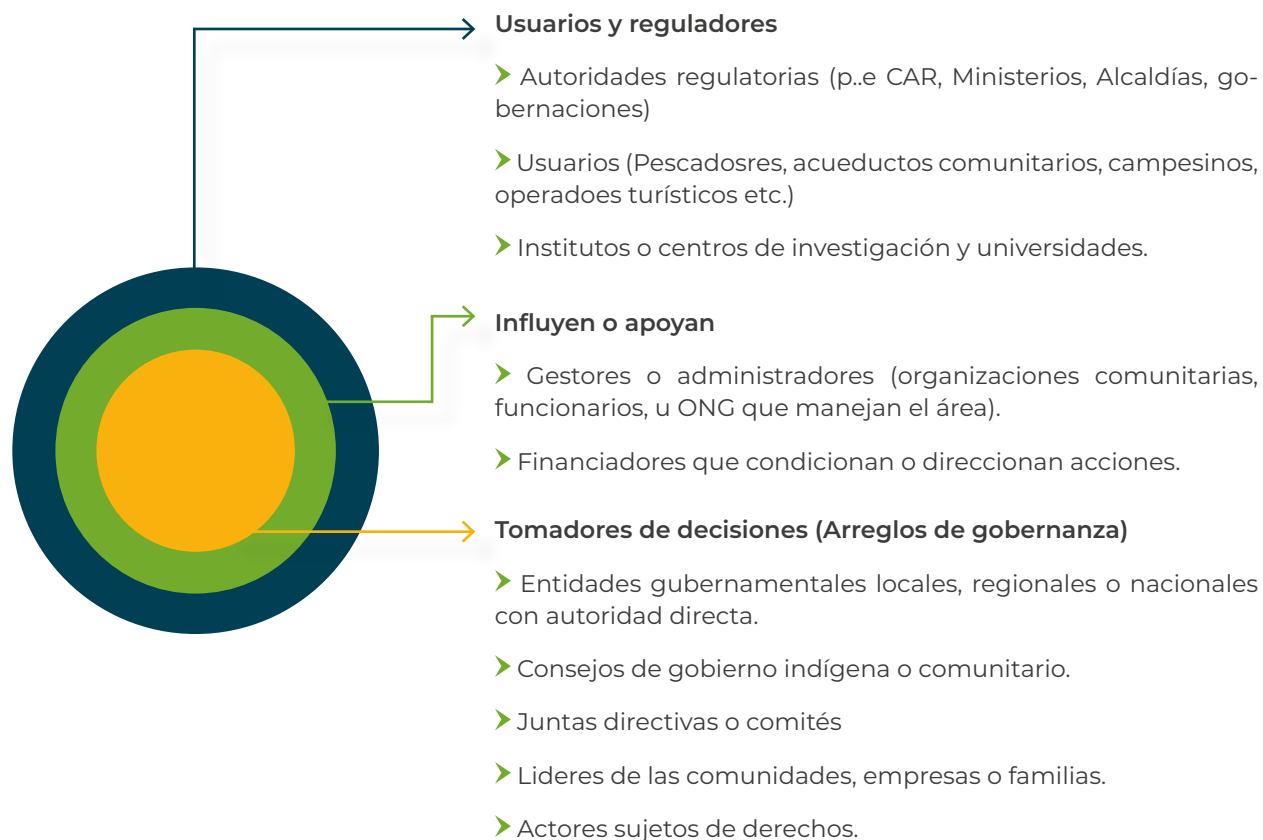 Usuarios y reguladores
Autoridades regulatorias (p..e CAR, Ministerios, Alcaldías, go-
bernaciones)
Usuarios (Pescadosres, acueductos comunitarios, campesinos,
operadoes turísticos etc.)
Institutos o centros de investigación y universidades.
Influyen o apoyan
Gestores o administradores (organizaciones comunitarias,
funcionarios, u ONG que manejan el área).
Financiadores que condicionan o direccionan acciones.
Tomadores de decisiones (Arreglos de gobernanza)
Entidades gubernamentales locales, regionales o nacionales
con autoridad directa.
Consejos de gobierno indígena o comunitario.
Juntas directivas o comités
Lideres de las comunidades, empresas o familias.
Actores sujetos de derechos.